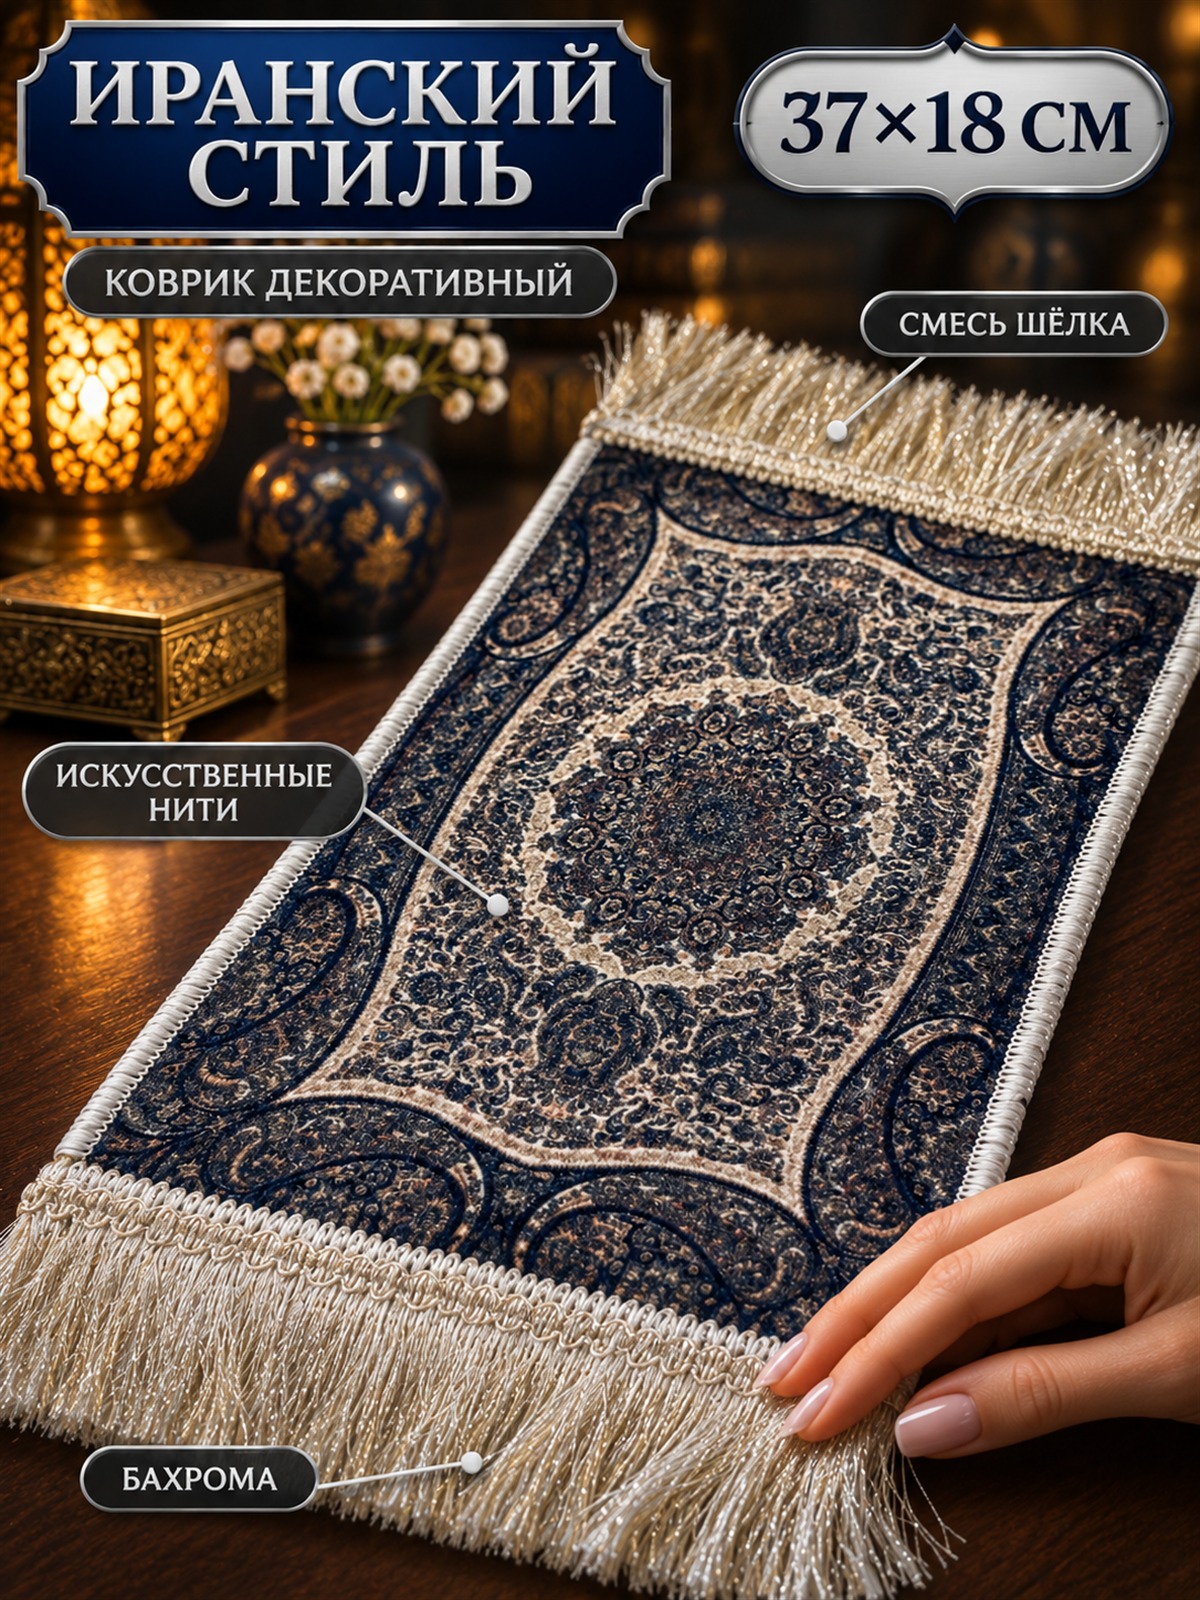 ИРАНСКИЙ
СТИЛЬ
37×18 СМ
КОВРИК ДЕКОРАТИВНЫЙ
СМЕСЬ ШЁЛКА
ИСКУССТВЕННЫЕ
НИТИ
БАХРОМА